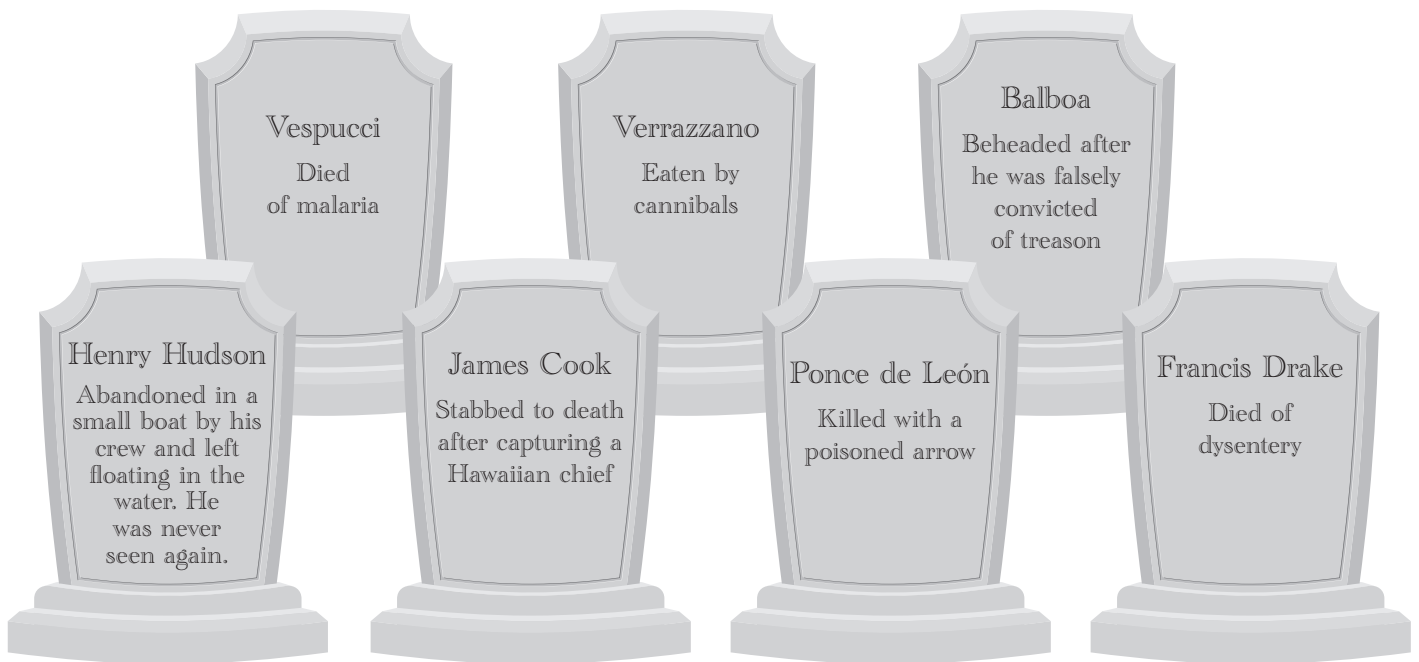 Vespucci
Died
of malaria
Verrazzano
Eaten by
cannibals
Balboa
Beheaded after
he was falsely
convicted
of treason
Henry Hudson
Abandoned in a
small boat by his
crew and left
floating in the
water. He
was never
seen again.
James Cook
Stabbed to death
after capturing a
Hawaiian chief
Ponce de León
Killed with a
poisoned arrow
Francis Drake
Died of
dysentery